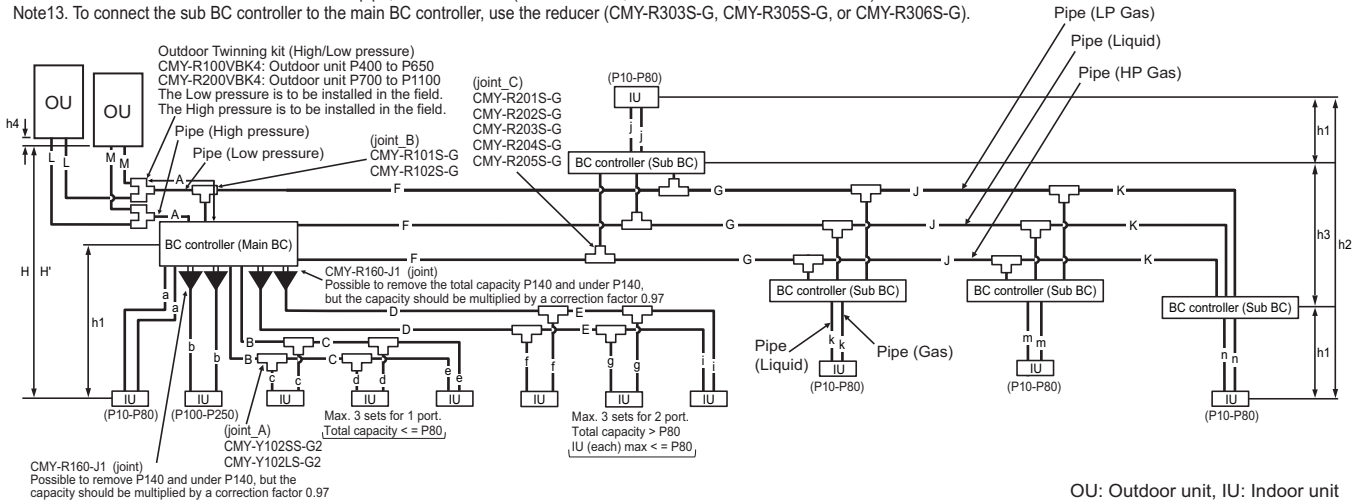 Note13. To connect the sub BC controller to the main BC controller, use the reducer (CMY-R303S-G, CMY-R305S-G, or CMY-R306S-G).
Pipe (LP Gas)
Pipe (Liquid)
Pipe (HP Gas)
Outdoor Twinning kit (High/Low pressure)
CMY-R100VBK4: Outdoor unit P400 to P650
CMY-R200VBK4: Outdoor unit P700 to P1100
The Low pressure is to be installed in the field.
The High pressure is to be installed in the field.
Pipe (High pressure)
Pipe (Low pressure)
OU
OU
h4
L
L
M
M
A
A
H
H'
h1
(joint_B)
CMY-R101S-G
CMY-R102S-G
(joint_C)
CMY-R201S-G
CMY-R202S-G
CMY-R203S-G
CMY-R204S-G
CMY-R205S-G
(P10-P80)
IU
j
j
BC controller (Sub BC)
F
G
J
K
F
G
J
K
F
G
J
K
h1
h3
h2
h1
BC controller (Main BC)
CMY-R160-J1 (joint)
Possible to remove the total capacity P140 and under P140,
but the capacity should be multiplied by a correction factor 0.97
BC controller (Sub BC)
BC controller (Sub BC)
BC controller (Sub BC)
a
a
b
b
B
C
B
C
D
E
D
E
c
c
d
d
e
e
f
f
g
g
i
i
Pipe
(Liquid)
k
k
Pipe (Gas)
m
m
n
n
IU
(P10-P80)
IU
(P10-P80)
IU
(P10-P80)
IU
(P10-P80)
IU
(P100-P250)
IU
IU
IU
IU
IU
IU
(joint_A)
CMY-Y102SS-G2
CMY-Y102LS-G2
Max. 3 sets for 1 port.
Total capacity < = P80
Max. 3 sets for 2 port.
Total capacity > P80
IU (each) max < = P80
CMY-R160-J1 (joint)
Possible to remove P140 and under P140, but the
capacity should be multiplied by a correction factor 0.97
OU: Outdoor unit, IU: Indoor unit